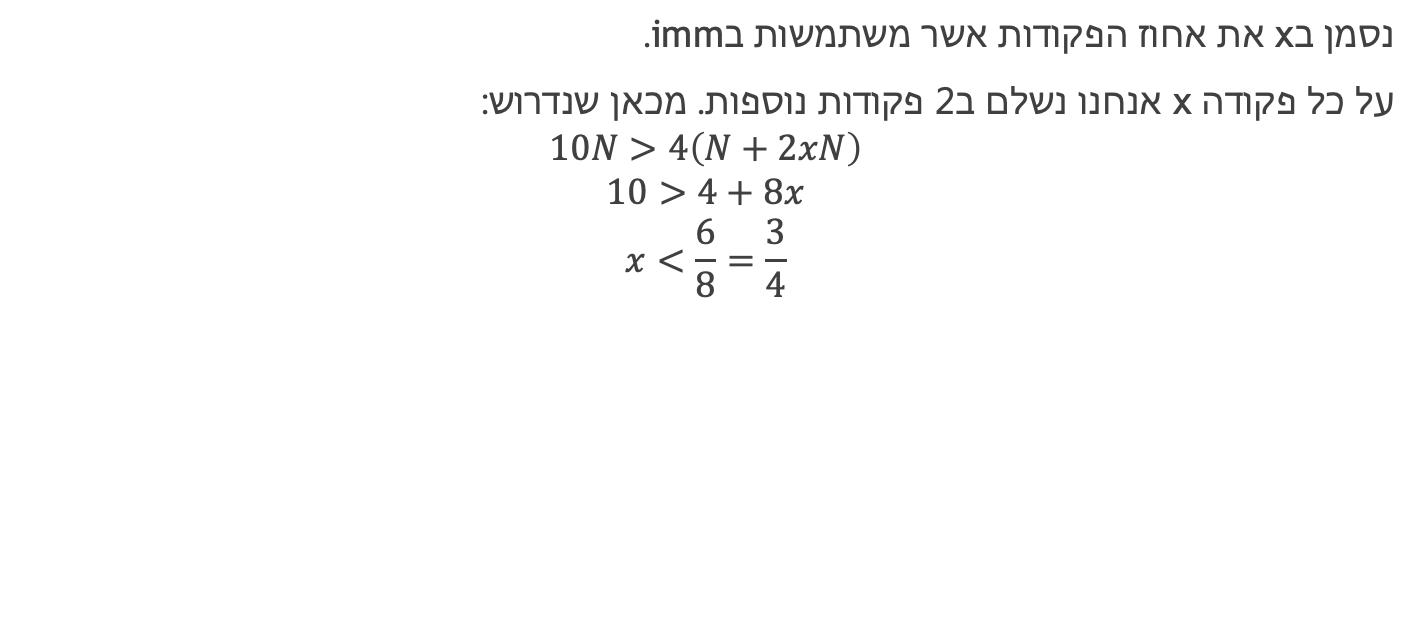 נסמן בx את אחוז הפקודות אשר משתמשות בimm.
על כל פקודה x אנחנו נשלם ב2 פקודות נוספות. מכאן שנדרוש:
10N > 4(N + 2xN)
10 > 4 + 8x
x < 6/8 = 3/4